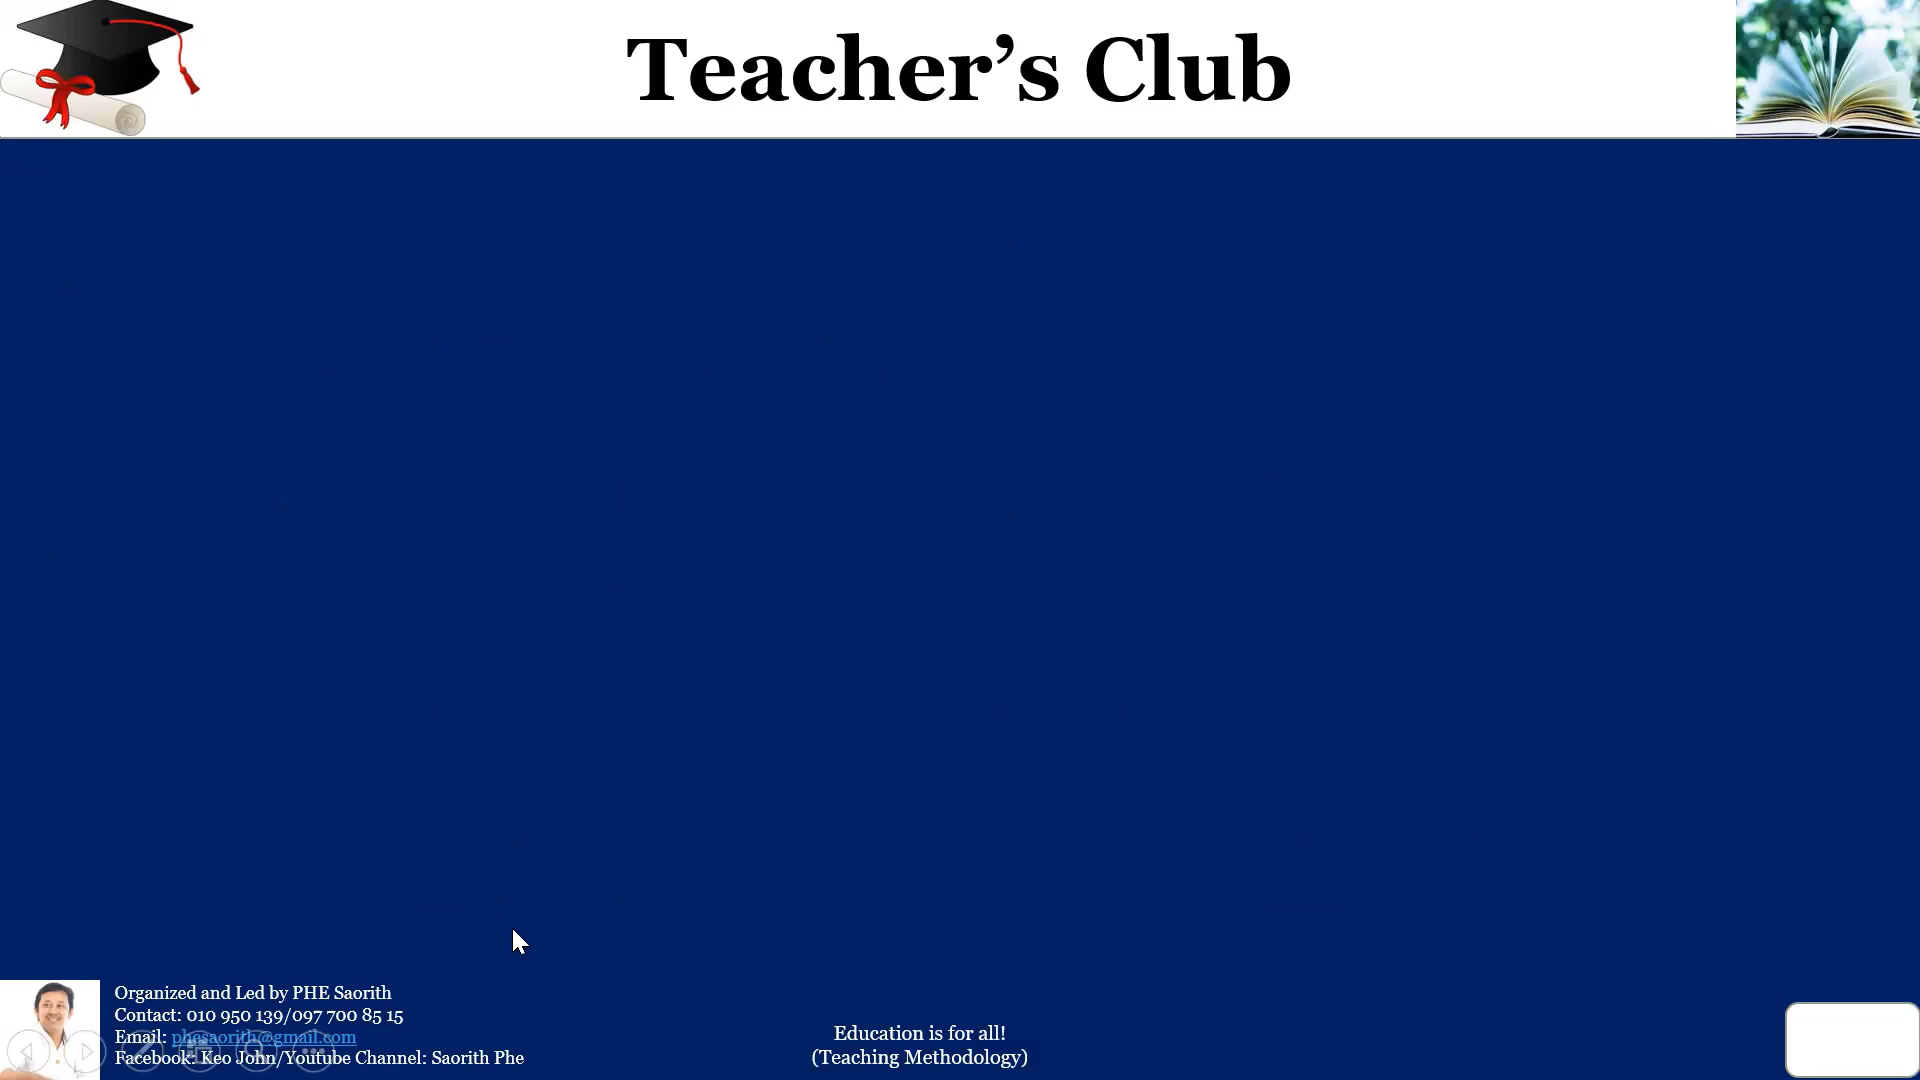 Teacher’s Club
Organized and Led by PHE Saorith
Contact: 010 950 139/097 700 85 15
Email: phesaorith@gmail.com
Facebook: Keo John/Youtube Channel: Saorith Phe
Education is for all!
(Teaching Methodology)